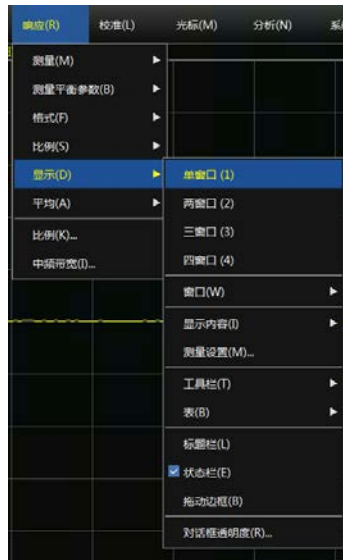 响应(R) 校准(L) 光标(M) 分析(N)
测量(M)
测量平衡参数(B)
格式(F)
比例(S)
显示(D)
平均(A)
比例(K)...
中频带宽(I)...
单窗口 (1)
两窗口 (2)
三窗口 (3)
四窗口 (4)
窗口(W)
显示内容(I)
测量设置(M)...
工具栏(T)
表(B)
标题栏(L)
状态栏(E)
拖动边框(B)
对话框透明度(R)...